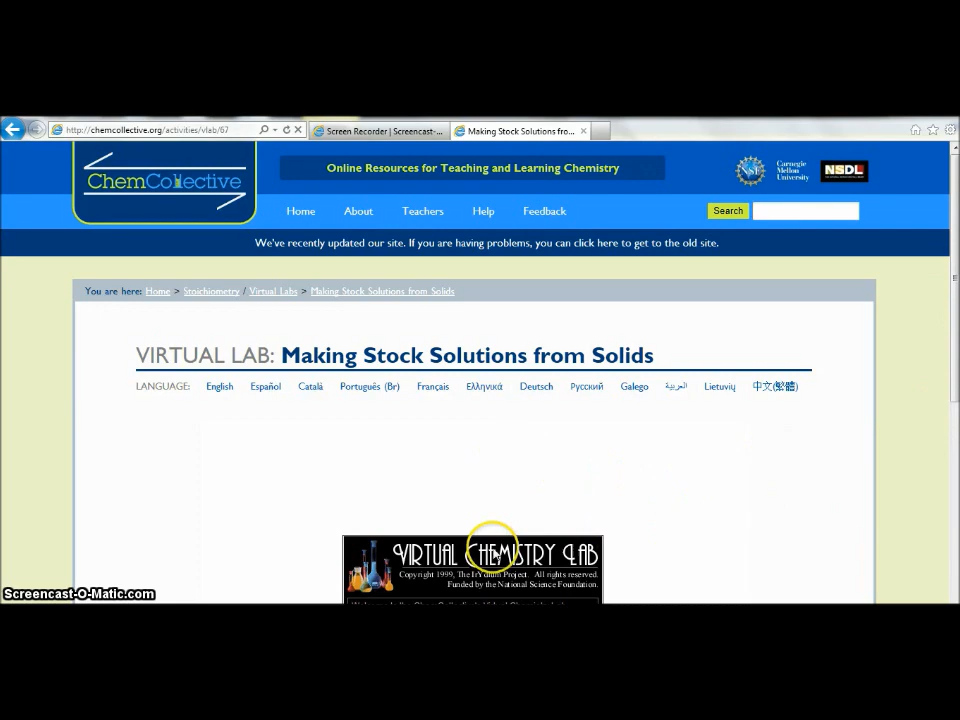 http://chemcollective.org/activities/vlab/67
Screen Recorder | Screencast-...
Making Stock Solutions fro...
ChemCollective
Online Resources for Teaching and Learning Chemistry
NSF
Carnegie
Mellon
University
NSDL
Home
About
Teachers
Help
Feedback
Search
We've recently updated our site. If you are having problems, you can click here to get to the old site.
You are here: Home > Stoichiometry / Virtual Labs > Making Stock Solutions from Solids
VIRTUAL LAB: Making Stock Solutions from Solids
LANGUAGE: English Español Català Português (Br) Français Ελληνικά Deutsch Русский Galego العربية Lietuvių 中文(繁體)
VIRTUAL CHEMISTRY LAB
Copyright 1999, The IrYdium Project. All rights reserved.
Funded by the National Science Foundation.
Screencast-O-Matic.com